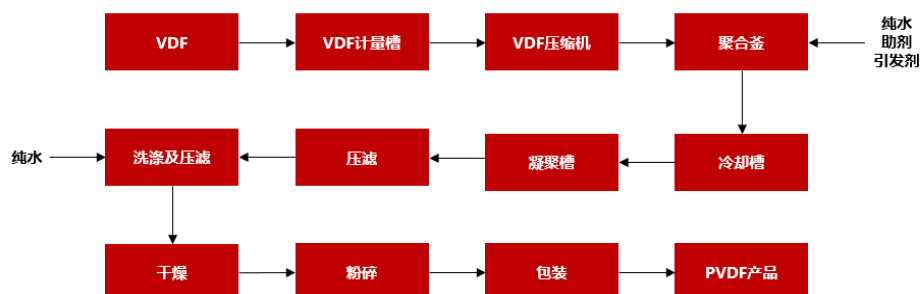 VDF
VDF计量槽
VDF压缩机
聚合釜
纯水
助剂
引发剂
纯水
洗涤及压滤
压滤
凝聚槽
冷却槽
干燥
粉碎
包装
PVDF产品